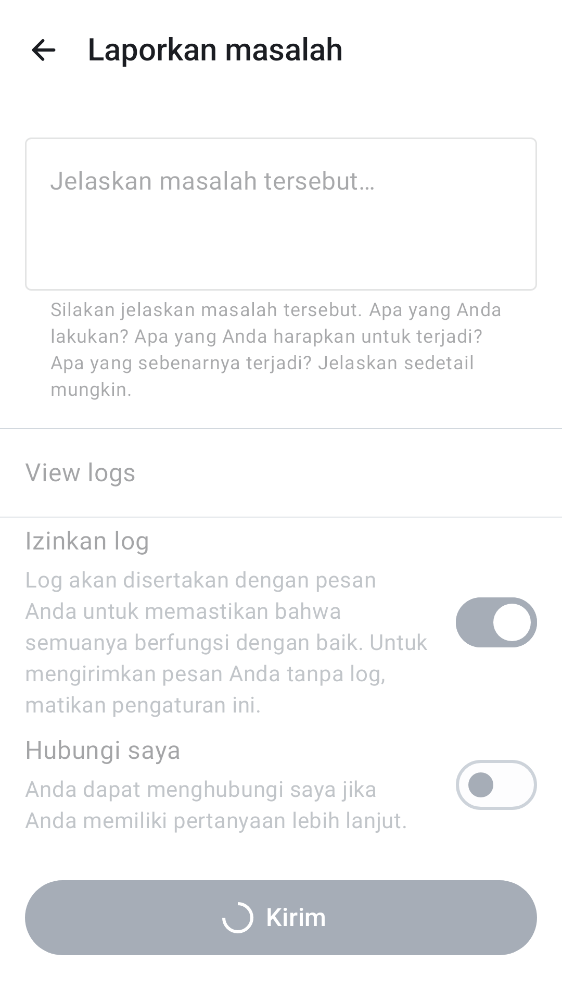 Laporkan masalah
Jelaskan masalah tersebut...
Silakan jelaskan masalah tersebut. Apa yang Anda
lakukan? Apa yang Anda harapkan untuk terjadi?
Apa yang sebenarnya terjadi? Jelaskan sedetail
mungkin.
View logs
Izinkan log
Log akan disertakan dengan pesan
Anda untuk memastikan bahwa
semuanya berfungsi dengan baik. Untuk
mengirimkan pesan Anda tanpa log,
matikan pengaturan ini.
Hubungi saya
Anda dapat menghubungi saya jika
Anda memiliki pertanyaan lebih lanjut.
Kirim